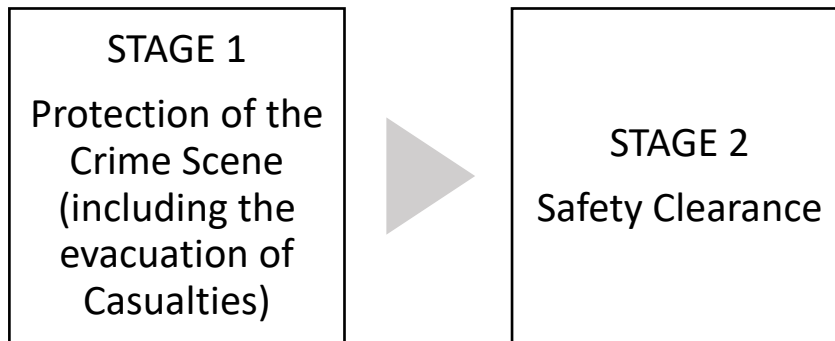 STAGE 1
Protection of the
Crime Scene
(including the
evacuation of
Casualties)
STAGE 2
Safety Clearance